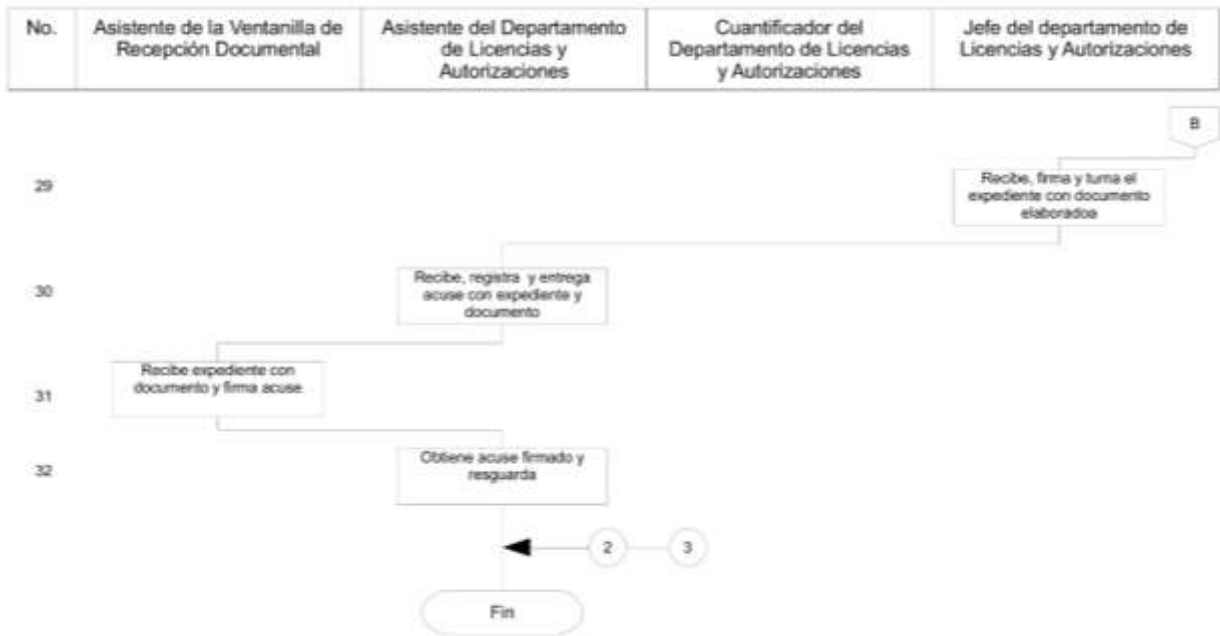 No.
Asistente de la Ventanilla de
Recepción Documental
Asistente del Departamento
de Licencias y
Autorizaciones
Cuantificador del
Departamento de Licencias
y Autorizaciones
Jefe del departamento de
Licencias y Autorizaciones
B
29
Recibe, firma y turna el
expediente con documento
elaboradoa
30
Recibe, registra y entrega
acuse con expediente y
documento
31
Recibe expediente con
documento y firma acuse
32
Obtiene acuse firmado y
resguarda
2
3
Fin